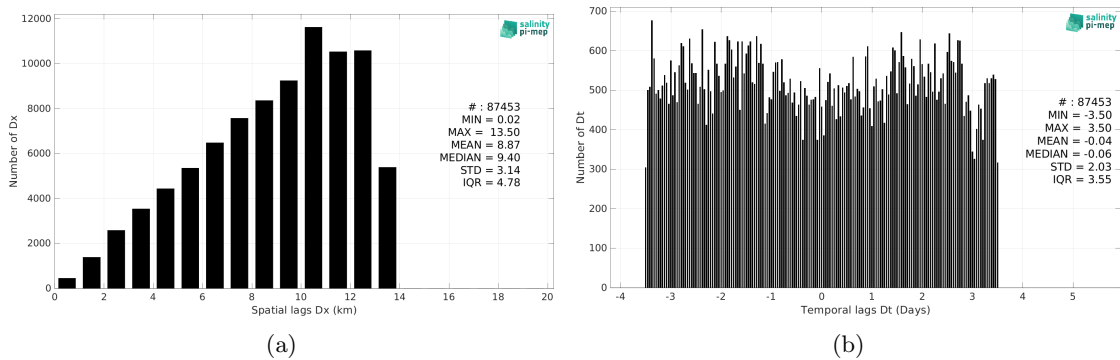 12000
10000
8000
6000
4000
2000
0
Number of Dx
0 2 4 6 8 10 12 14 16 18 20
Spatial lags Dx (km)
salinity
pi-mep
# : 87453
MIN = 0.02
MAX = 13.50
MEAN = 8.87
MEDIAN = 9.40
STD = 3.14
IQR = 4.78
(a)
700
600
500
400
300
200
100
0
Number of Dt
-4 -3 -2 -1 0 1 2 3 4 5
Temporal lags Dt (Days)
salinity
pi-mep
# : 87453
MIN = -3.50
MAX = 3.50
MEAN = -0.04
MEDIAN = -0.06
STD = 2.03
IQR = 3.55
(b)